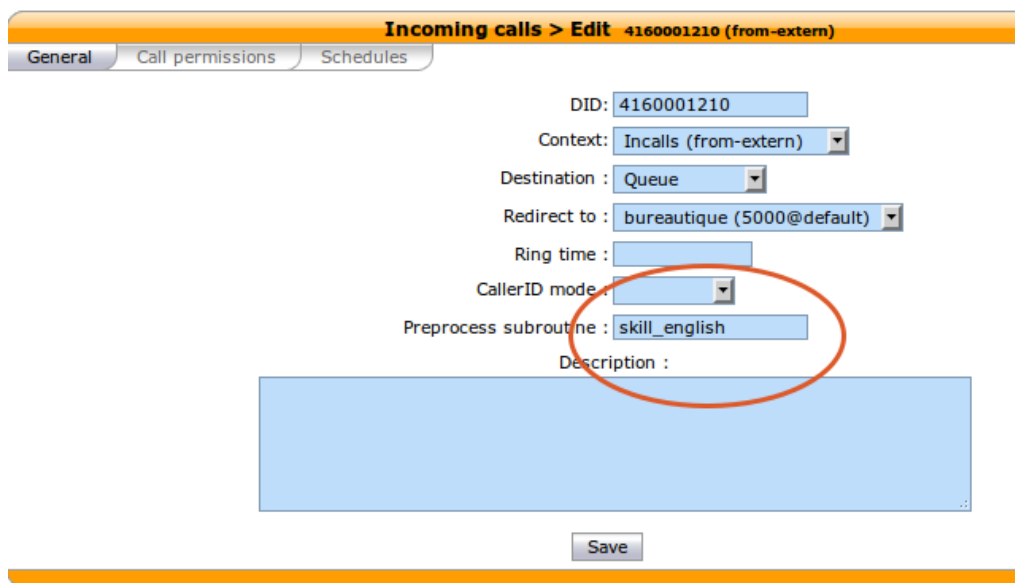 Incoming calls > Edit 4160001210 (from-extern)
General Call permissions Schedules
DID: 4160001210
Context: Incalls (from-extern)
Destination : Queue
Redirect to : bureautique (5000@default)
Ring time :
CallerID mode :
Preprocess subroutine : skill_english
Description :
Save